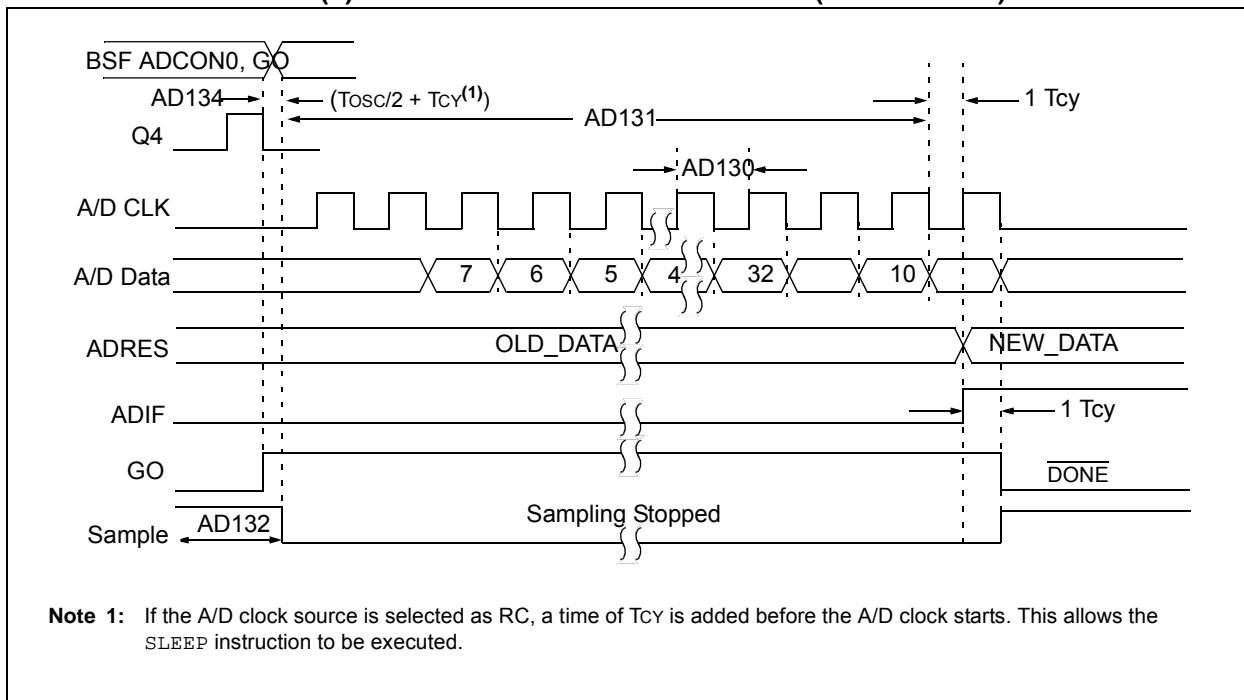 BSF ADCON0, GO
AD134
(TOSC/2 + TCY(1))
1 Tcy
AD131
Q4
AD130
A/D CLK
A/D Data
7
6
5
4
32
10
ADRES
OLD_DATA
NEW_DATA
ADIF
1 Tcy
GO
DONE
Sample
AD132
Sampling Stopped
Note 1: If the A/D clock source is selected as RC, a time of TCY is added before the A/D clock starts. This allows the
SLEEP instruction to be executed.